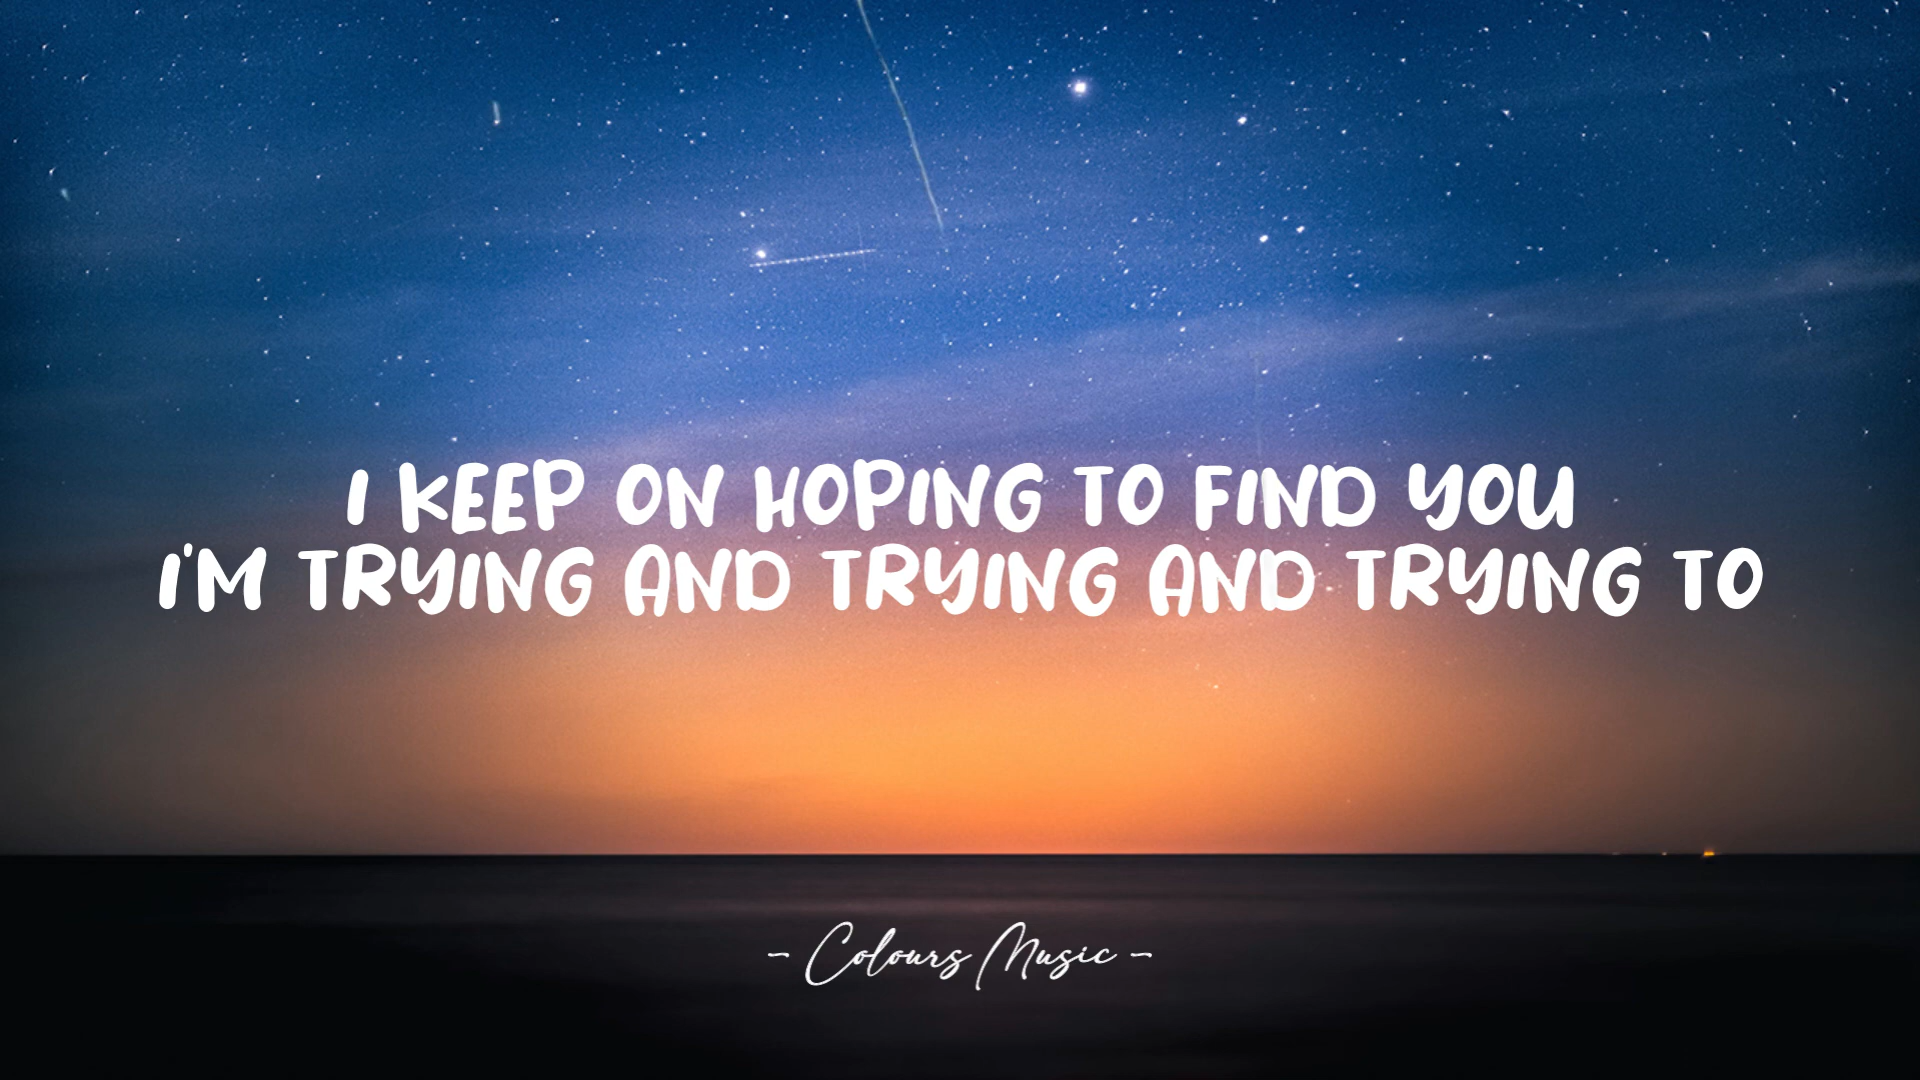 I KEEP ON HOPING TO FIND YOU
I'M TRYING AND TRYING AND TRYING TO
- Colours Music -